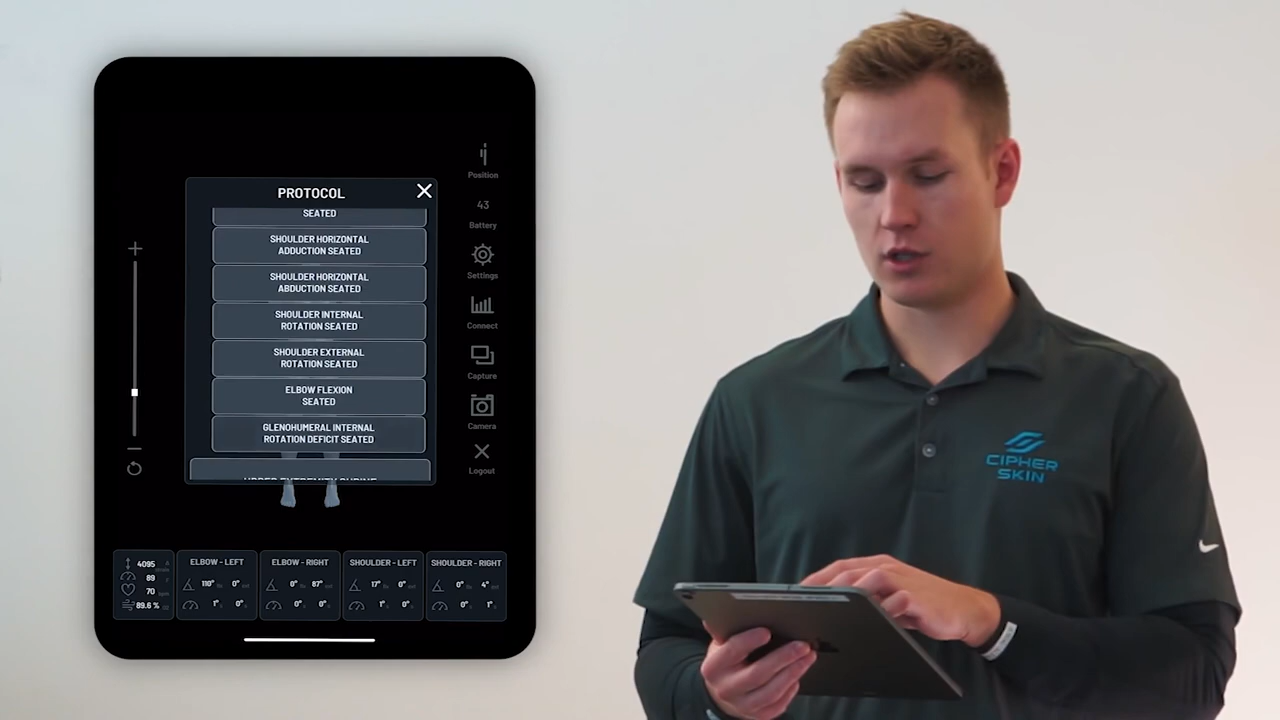 Position
43
Battery
Settings
Connect
Capture
Camera
Logout
PROTOCOL
SEATED
SHOULDER HORIZONTAL
ADDUCTION SEATED
SHOULDER HORIZONTAL
ABDUCTION SEATED
SHOULDER INTERNAL
ROTATION SEATED
SHOULDER EXTERNAL
ROTATION SEATED
ELBOW FLEXION
SEATED
GLENOHUMERAL INTERNAL
ROTATION DEFICIT SEATED
4095
89
70
89.6 %
ELBOW - LEFT
110° 0°
1° 0°
ELBOW - RIGHT
0° 87°
0° 0°
SHOULDER - LEFT
17° 0°
1° 0°
SHOULDER - RIGHT
0° 4°
0° 1°
CIPHER
SKIN